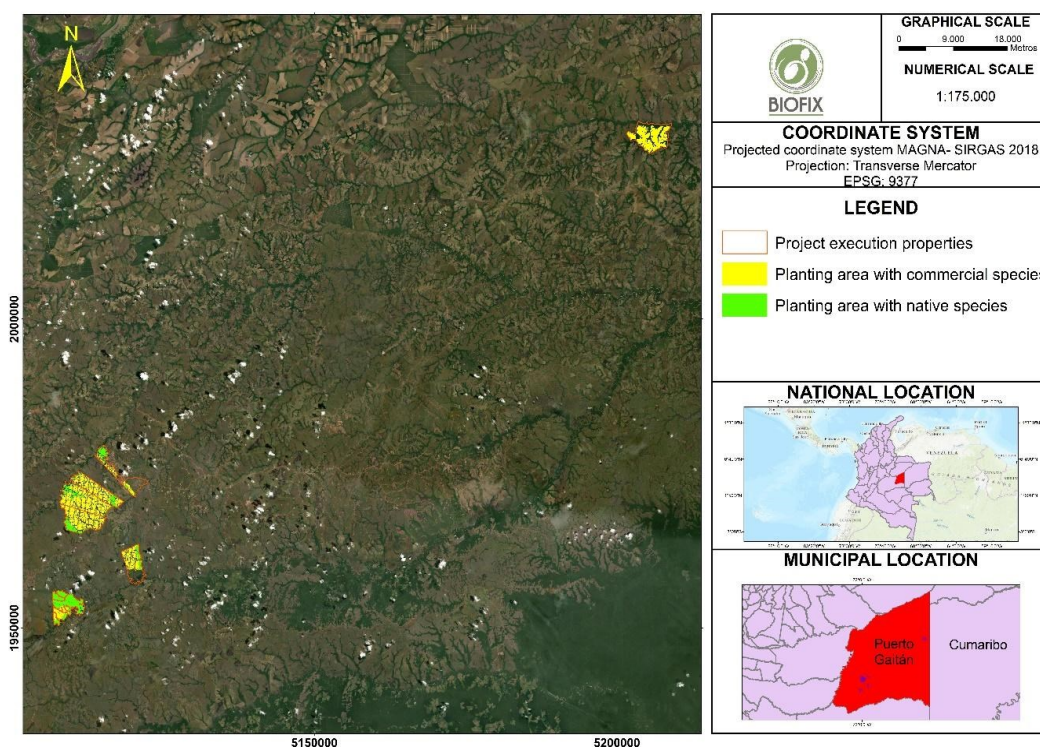 N
2000000
1950000
5150000
5200000
BIOFIX
GRAPHICAL SCALE
0 9.000 18.000
Metros
NUMERICAL SCALE
1:175.000
COORDINATE SYSTEM
Projected coordinate system MAGNA- SIRGAS 2018
Projection: Transverse Mercator
EPSG: 9377
LEGEND
Project execution properties
Planting area with commercial species
Planting area with native species
NATIONAL LOCATION
VENEZUELA
MUNICIPAL LOCATION
Puerto
Gaitán
Cumaribo